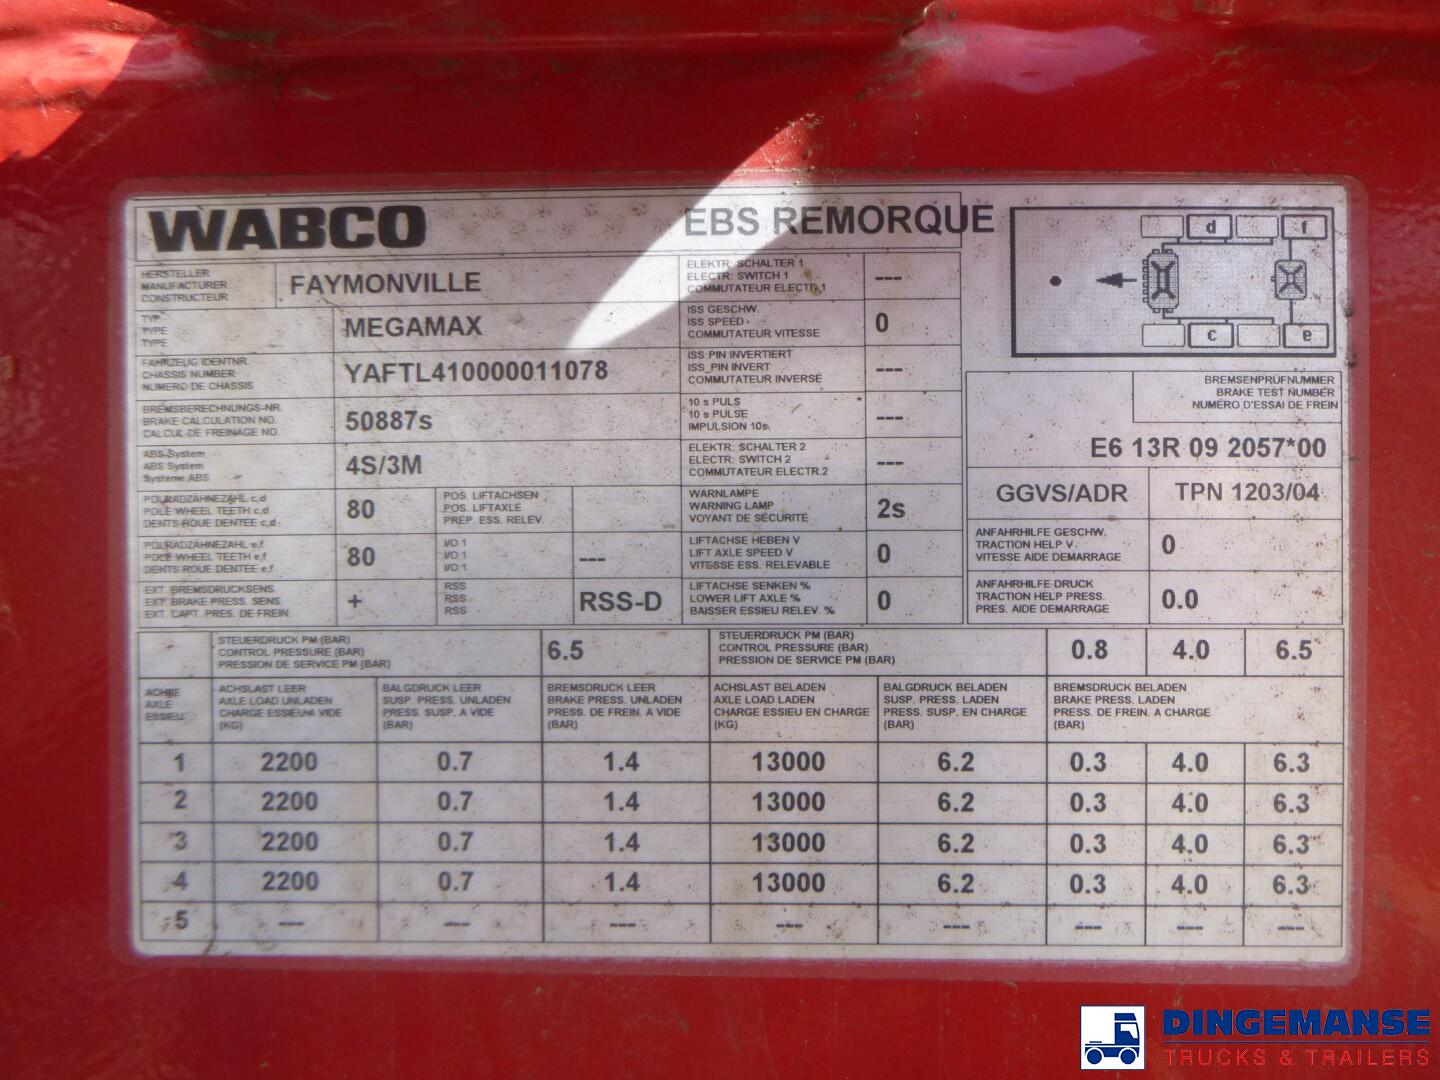 WABCO
EBS REMORQUE
HERSTELLER
MANUFACTURER
CONSTRUCTEUR
FAYMONVILLE
TYP
TYPE
TYPE
MEGAMAX
FAHRZEUG IDENTNR.
CHASSIS NUMBER
NUMERO DE CHASSIS
YAFTL410000011078
BREMSBERECHNUNGS-NR.
BRAKE CALCULATION NO.
CALCUL DE FREINAGE NO
50887s
ABS-System
ABS System
Systeme ABS
4S/3M
POLRADZÄHNEZAHL c,d
POLE WHEEL TEETH c,d
DENTS ROUE DENTÉE c,d
80
POS. LIFTACHSEN
POS. LIFTAXLE
PREP. ESS. RELEV.
POLRADZÄHNEZAHL e,f
POLE WHEEL TEETH e,f
DENTS ROUE DENTÉE e,f
80
I/O 1
I/O 1
I/O 1
---
EXT. BREMSDRUCKSENS.
EXT. BRAKE PRESS. SENS.
EXT. CAPT. PRES. DE FREIN.
+
RSS
RSS
RSS
RSS-D
ELEKTR. SCHALTER 1
ELECTR. SWITCH 1
COMMUTATEUR ELECTR.1
---
ISS GESCHW.
ISS SPEED
COMMUTATEUR VITESSE
0
ISS_PIN INVERTIERT
ISS_PIN INVERT
COMMUTATEUR INVERSE
---
10 s PULS
10 s PULSE
IMPULSION 10s.
---
ELEKTR. SCHALTER 2
ELECTR. SWITCH 2
COMMUTATEUR ELECTR.2
---
WARNLAMPE
WARNING LAMP
VOYANT DE SÉCURITÉ
2s
LIFTACHSE HEBEN V
LIFT AXLE SPEED V
VITESSE ESS. RELEVABLE
0
LIFTACHSE SENKEN %
LOWER LIFT AXLE %
BAISSER ESSIEU RELEV. %
0
d
f
c
e
BREMSENPRÜFNUMMER
BRAKE TEST NUMBER
NUMÉRO D'ESSAI DE FREIN
E6 13R 09 2057*00
GGVS/ADR
TPN 1203/04
ANFAHRHILFE GESCHW.
TRACTION HELP V.
VITESSE AIDE DEMARRAGE
0
ANFAHRHILFE DRUCK
TRACTION HELP PRESS.
PRES. AIDE DEMARRAGE
0.0
STEUERDRUCK PM (BAR)
CONTROL PRESSURE (BAR)
PRESSION DE SERVICE PM (BAR)
6.5
STEUERDRUCK PM (BAR)
CONTROL PRESSURE (BAR)
PRESSION DE SERVICE PM (BAR)
0.8 4.0 6.5
ACHSE
AXLE
ESSIEU
ACHSLAST LEER
AXLE LOAD UNLADEN
CHARGE ESSIEU A VIDE
(KG)
BALGDRUCK LEER
SUSP. PRESS. UNLADEN
PRESS. SUSP. A VIDE
(BAR)
BREMSDRUCK LEER
BRAKE PRESS. UNLADEN
PRESS. DE FREIN. A VIDE
(BAR)
ACHSLAST BELADEN
AXLE LOAD LADEN
CHARGE ESSIEU EN CHARGE
(KG)
BALGDRUCK BELADEN
SUSP. PRESS. LADEN
PRESS. SUSP. EN CHARGE
(BAR)
BREMSDRUCK BELADEN
BRAKE PRESS. LADEN
PRESS. DE FREIN. A CHARGE
(BAR)
1 2200 0.7 1.4 13000 6.2 0.3 4.0 6.3
2 2200 0.7 1.4 13000 6.2 0.3 4.0 6.3
3 2200 0.7 1.4 13000 6.2 0.3 4.0 6.3
4 2200 0.7 1.4 13000 6.2 0.3 4.0 6.3
5 --- --- --- --- --- --- --- ---
DINGEMANSE
TRUCKS & TRAILERS